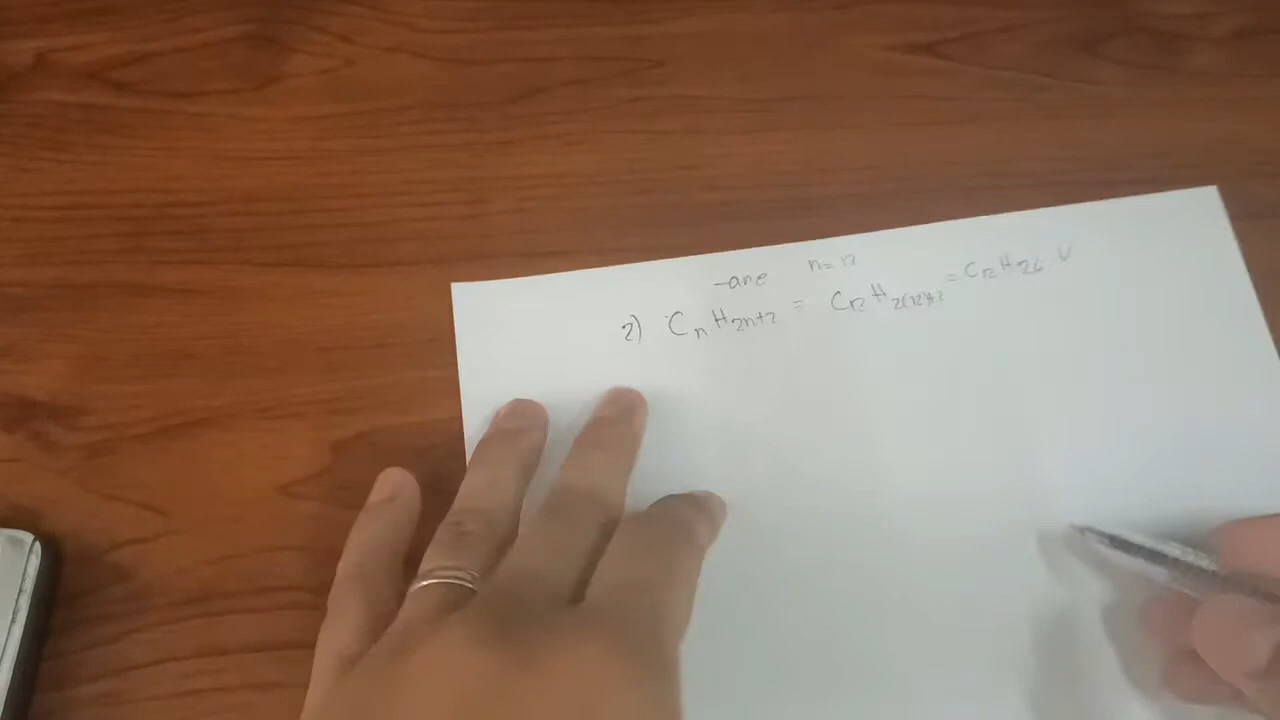 -ane n=12
2) CnH2n+2 = C12H2(12)+2 = C12H26